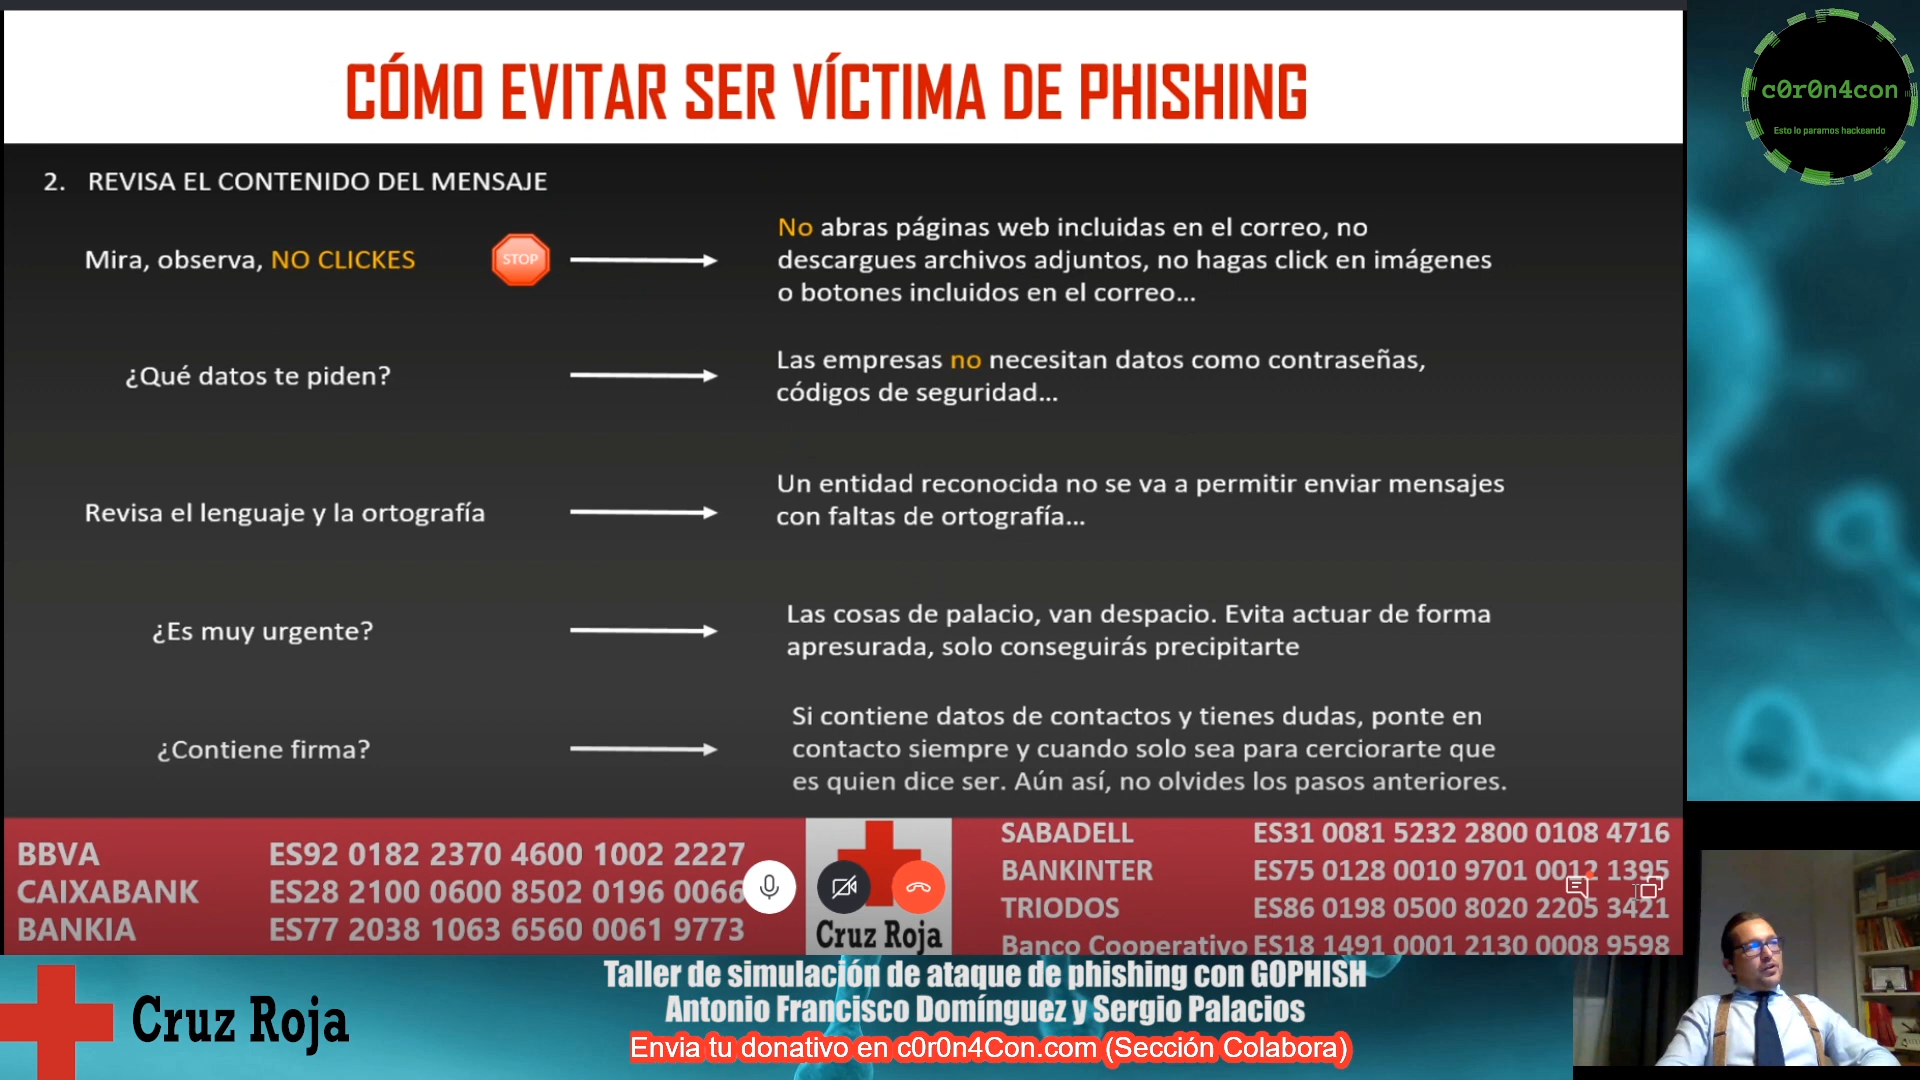 CÓMO EVITAR SER VÍCTIMA DE PHISHING
c0r0n4con
Esto lo paramos hackeando
2. REVISA EL CONTENIDO DEL MENSAJE
Mira, observa, NO CLICKES
STOP
No abras páginas web incluidas en el correo, no
descargues archivos adjuntos, no hagas click en imágenes
o botones incluidos en el correo...
¿Qué datos te piden?
Las empresas no necesitan datos como contraseñas,
códigos de seguridad...
Revisa el lenguaje y la ortografía
Un entidad reconocida no se va a permitir enviar mensajes
con faltas de ortografía...
¿Es muy urgente?
Las cosas de palacio, van despacio. Evita actuar de forma
apresurada, solo conseguirás precipitarte
¿Contiene firma?
Si contiene datos de contactos y tienes dudas, ponte en
contacto siempre y cuando solo sea para cerciorarte que
es quien dice ser. Aún así, no olvides los pasos anteriores.
BBVA ES92 0182 2370 4600 1002 2227
CAIXABANK ES28 2100 0600 8502 0196 0066
BANKIA ES77 2038 1063 6560 0061 9773
Cruz Roja
SABADELL ES31 0081 5232 2800 0108 4716
BANKINTER ES75 0128 0010 9701 0012 1395
TRIODOS ES86 0198 0500 8020 2205 3421
Banco Cooperativo ES18 1491 0001 2130 0008 9598
Cruz Roja
Taller de simulación de ataque de phishing con GOPHISH
Antonio Francisco Domínguez y Sergio Palacios
Envia tu donativo en c0r0n4Con.com (Sección Colabora)